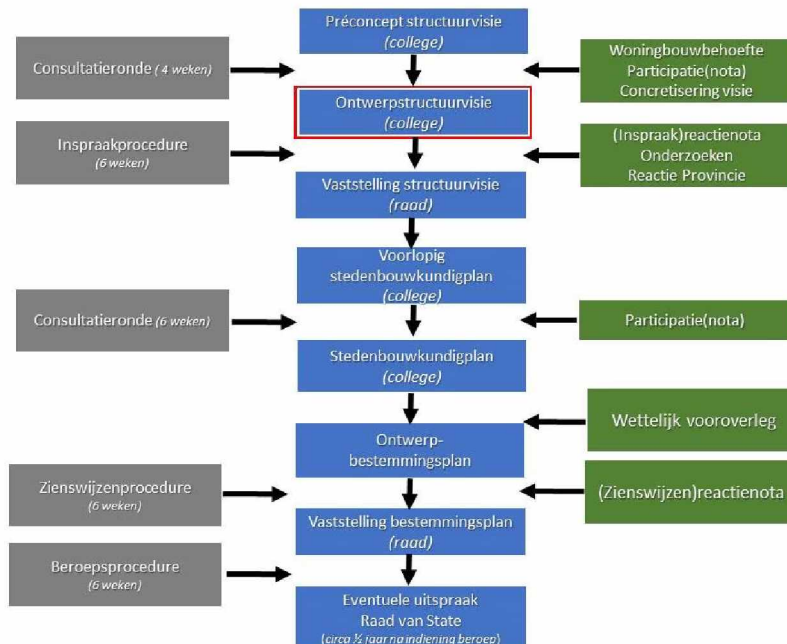 Préconcept structuurvisie
(college)
Consultatieronde (4 weken)
Woningbouwbehoefte
Participatie(nota)
Concretisering visie
Ontwerpstructuurvisie
(college)
Inspraakprocedure
(6 weken)
(Inspraak)reactienota
Onderzoeken
Reactie Provincie
Vaststelling structuurvisie
(raad)
Voorlopig
stedenbouwkundigplan
(college)
Consultatieronde (6 weken)
Participatie(nota)
Stedenbouwkundigplan
(college)
Wettelijk vooroverleg
Ontwerp-
bestemmingsplan
Zienswijzenprocedure
(6 weken)
(Zienswijzen)reactienota
Vaststelling bestemmingsplan
(raad)
Beroepsprocedure
(6 weken)
Eventuele uitspraak
Raad van State
(circa ½ jaar na indiening beroep)